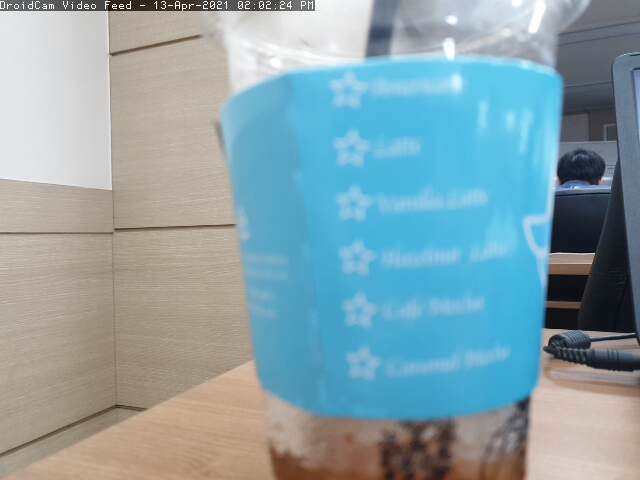 DroidCam Video Feed - 13-Apr-2021 02:02:24 PM
Americano
Latte
Vanilla Latte
Hazelnut Latte
Cafe Mocha
Caramel Mocha